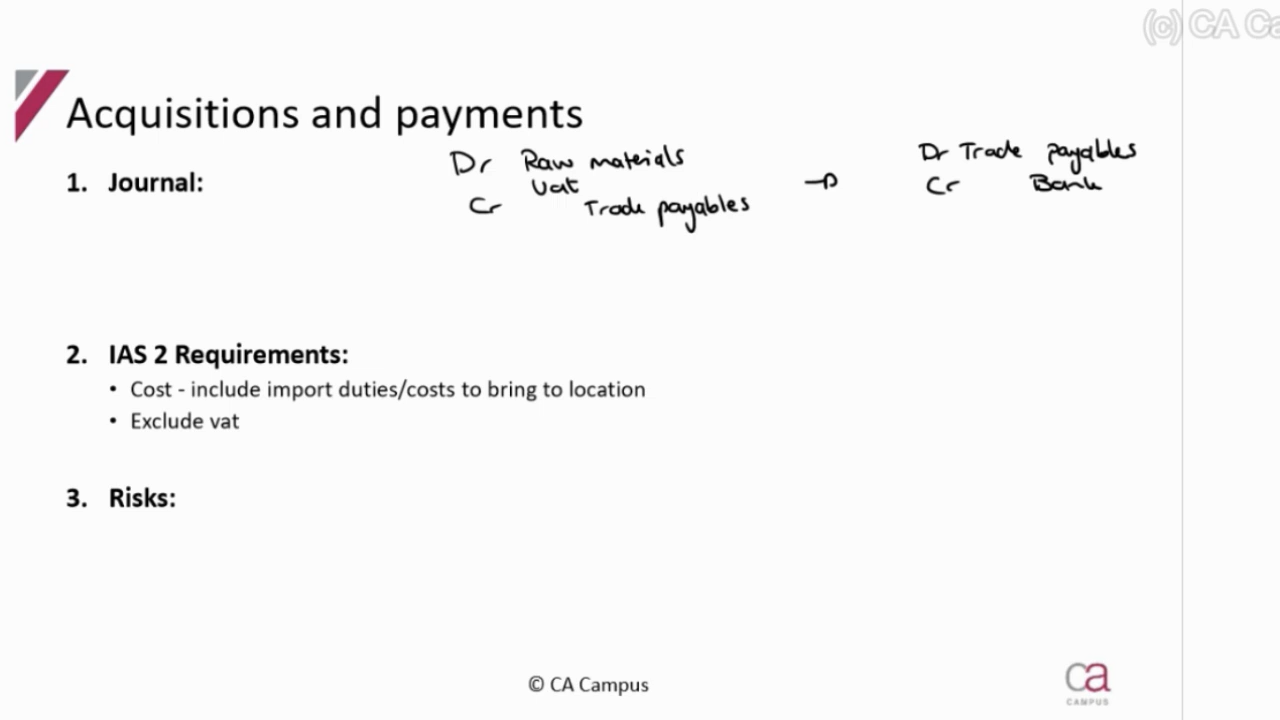 (c) CA Ca
Acquisitions and payments
1. Journal:
Dr Raw materials
Vat
Cr Trade payables
Dr Trade payables
Cr Bank
2. IAS 2 Requirements:
• Cost - include import duties/costs to bring to location
• Exclude vat
3. Risks:
© CA Campus
ca
CAMPUS